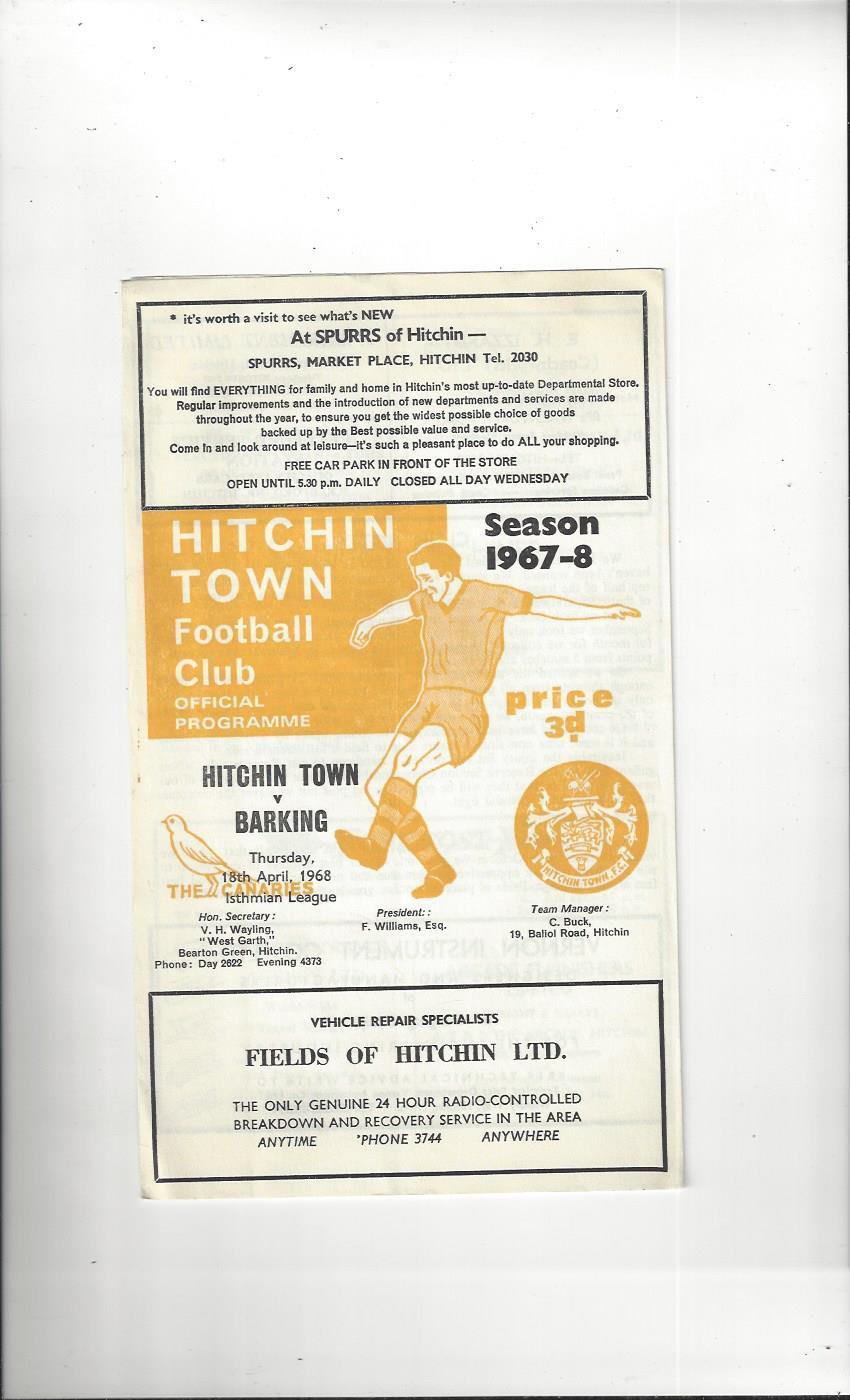 * it's worth a visit to see what's NEW
At SPURRS of Hitchin —
SPURRS, MARKET PLACE, HITCHIN Tel. 2030
You will find EVERYTHING for family and home in Hitchin's most up-to-date Departmental Store.
Regular improvements and the introduction of new departments and services are made
throughout the year, to ensure you get the widest possible choice of goods
backed up by the Best possible value and service.
Come in and look around at leisure—it's such a pleasant place to do ALL your shopping.
FREE CAR PARK IN FRONT OF THE STORE
OPEN UNTIL 5.30 p.m. DAILY CLOSED ALL DAY WEDNESDAY
HITCHIN
TOWN
Football
Club
OFFICIAL
PROGRAMME
Season
1967-8
price
3d
HITCHIN TOWN
v
BARKING
Thursday,
18th April, 1968
Isthmian League
THE CANARIES
HITCHIN TOWN. F.C.
Hon. Secretary :
V. H. Wayling,
"West Garth,"
Bearton Green, Hitchin.
Phone: Day 2622 Evening 4373
President: :
F. Williams, Esq.
Team Manager :
C. Buck,
19, Baliol Road, Hitchin
VEHICLE REPAIR SPECIALISTS
FIELDS OF HITCHIN LTD.
THE ONLY GENUINE 24 HOUR RADIO-CONTROLLED
BREAKDOWN AND RECOVERY SERVICE IN THE AREA
ANYTIME 'PHONE 3744 ANYWHERE